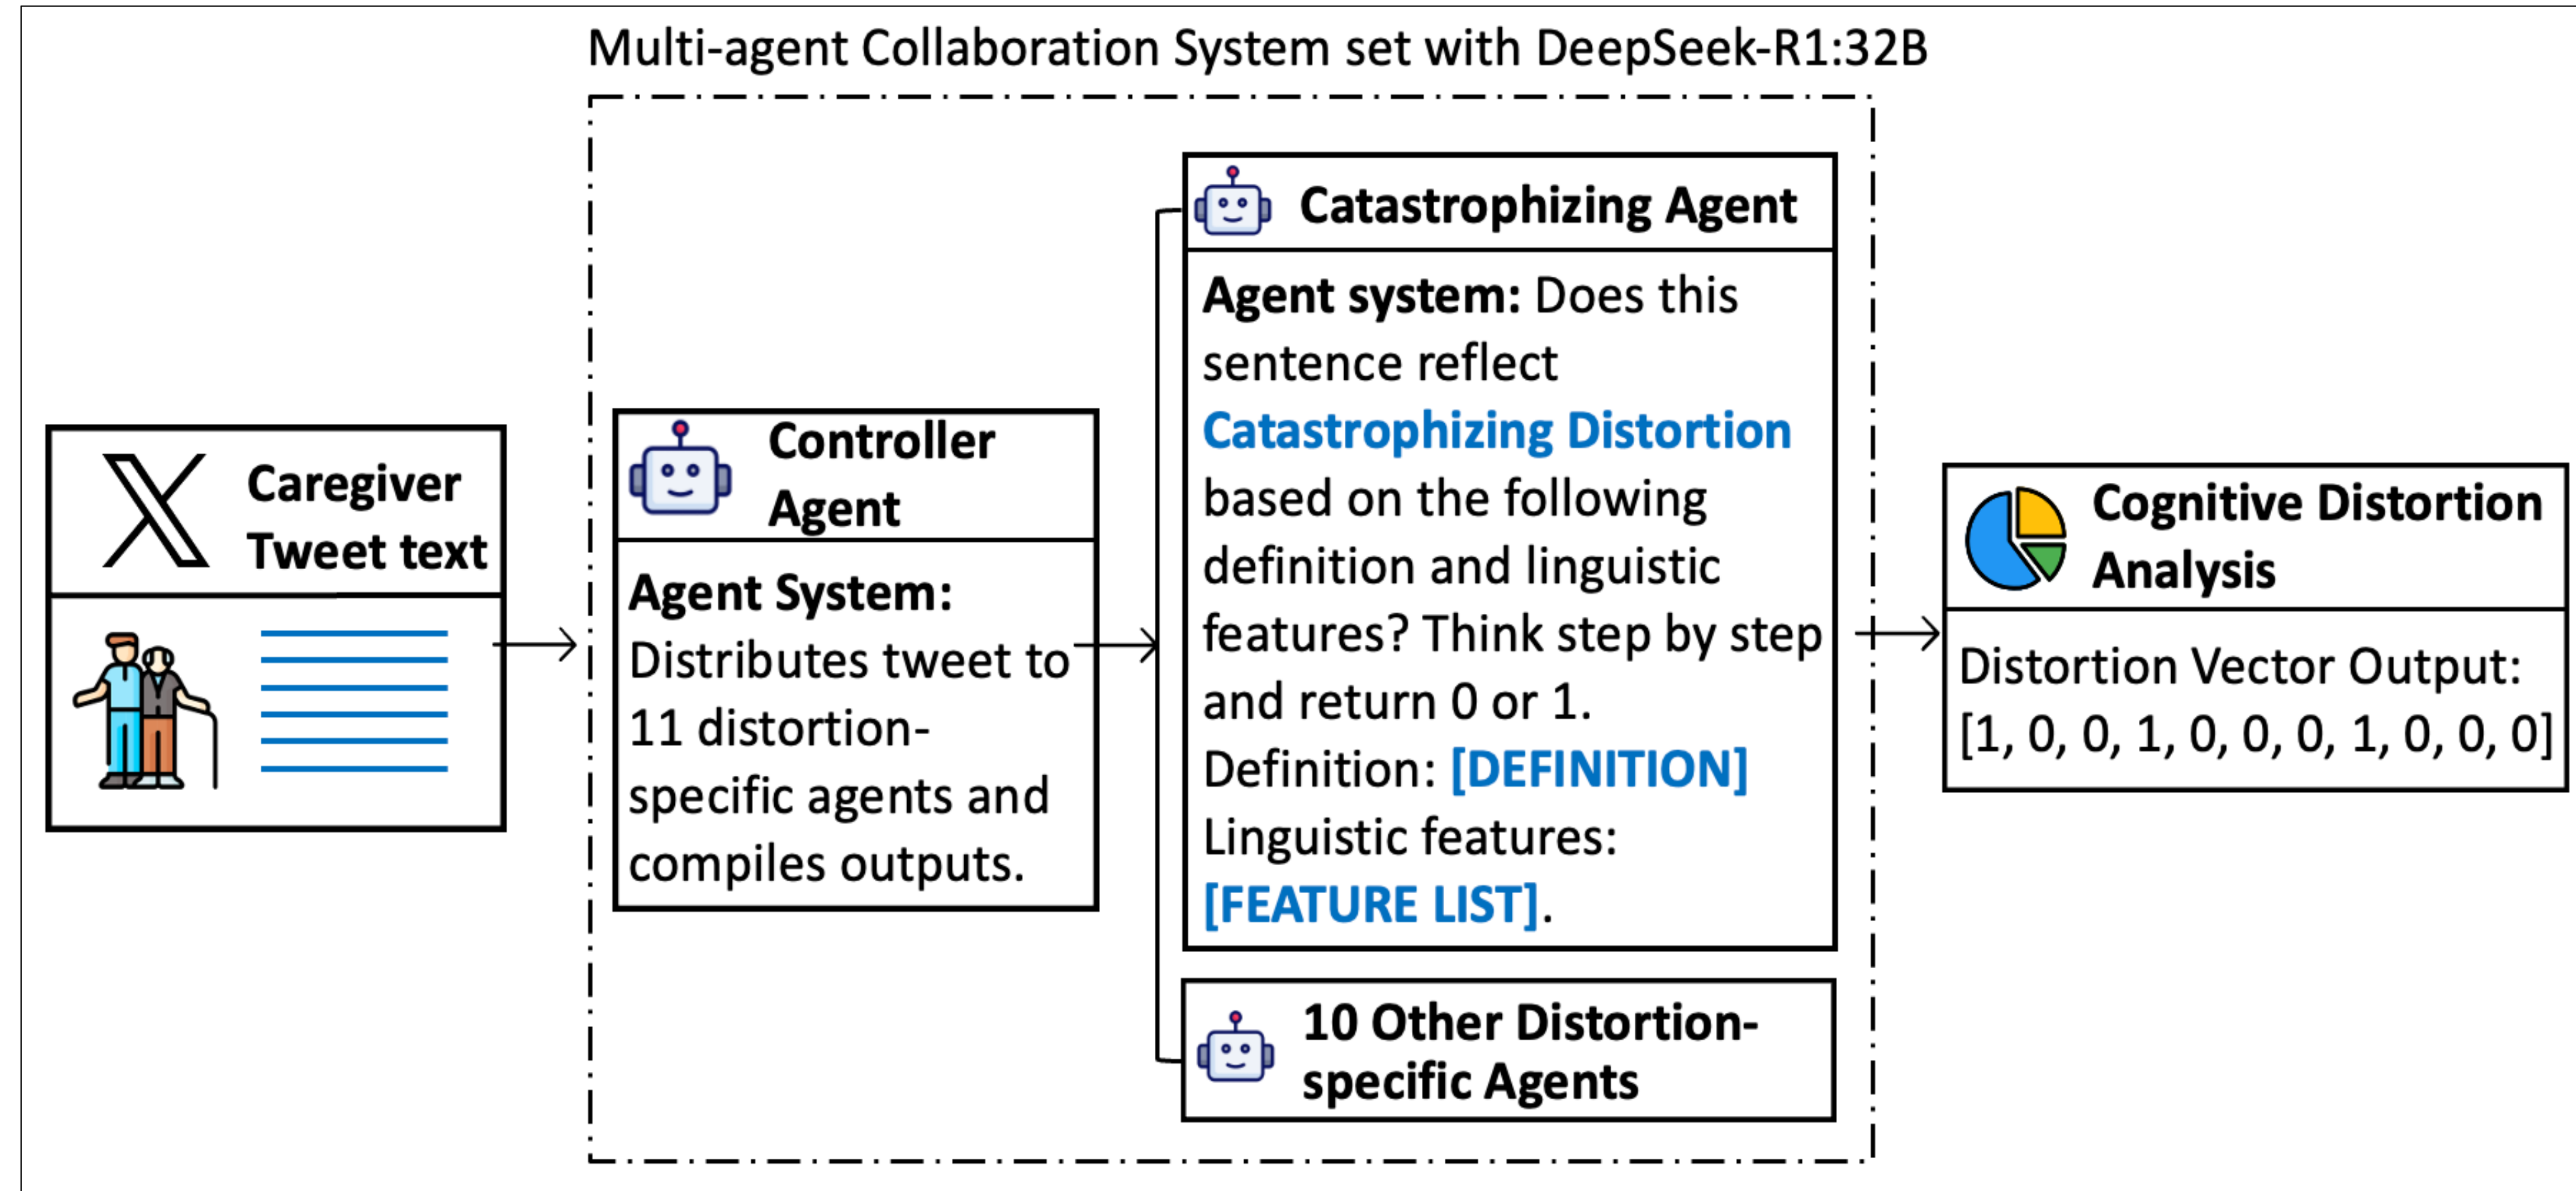 Multi-agent Collaboration System set with DeepSeek-R1:32B
Caregiver
Tweet text
Controller
Agent
Agent System:
Distributes tweet to
11 distortion-
specific agents and
compiles outputs.
Catastrophizing Agent
Agent system: Does this
sentence reflect
Catastrophizing Distortion
based on the following
definition and linguistic
features? Think step by step
and return 0 or 1.
Definition: [DEFINITION]
Linguistic features:
[FEATURE LIST].
10 Other Distortion-
specific Agents
Cognitive Distortion
Analysis
Distortion Vector Output:
[1, 0, 0, 1, 0, 0, 0, 1, 0, 0, 0]